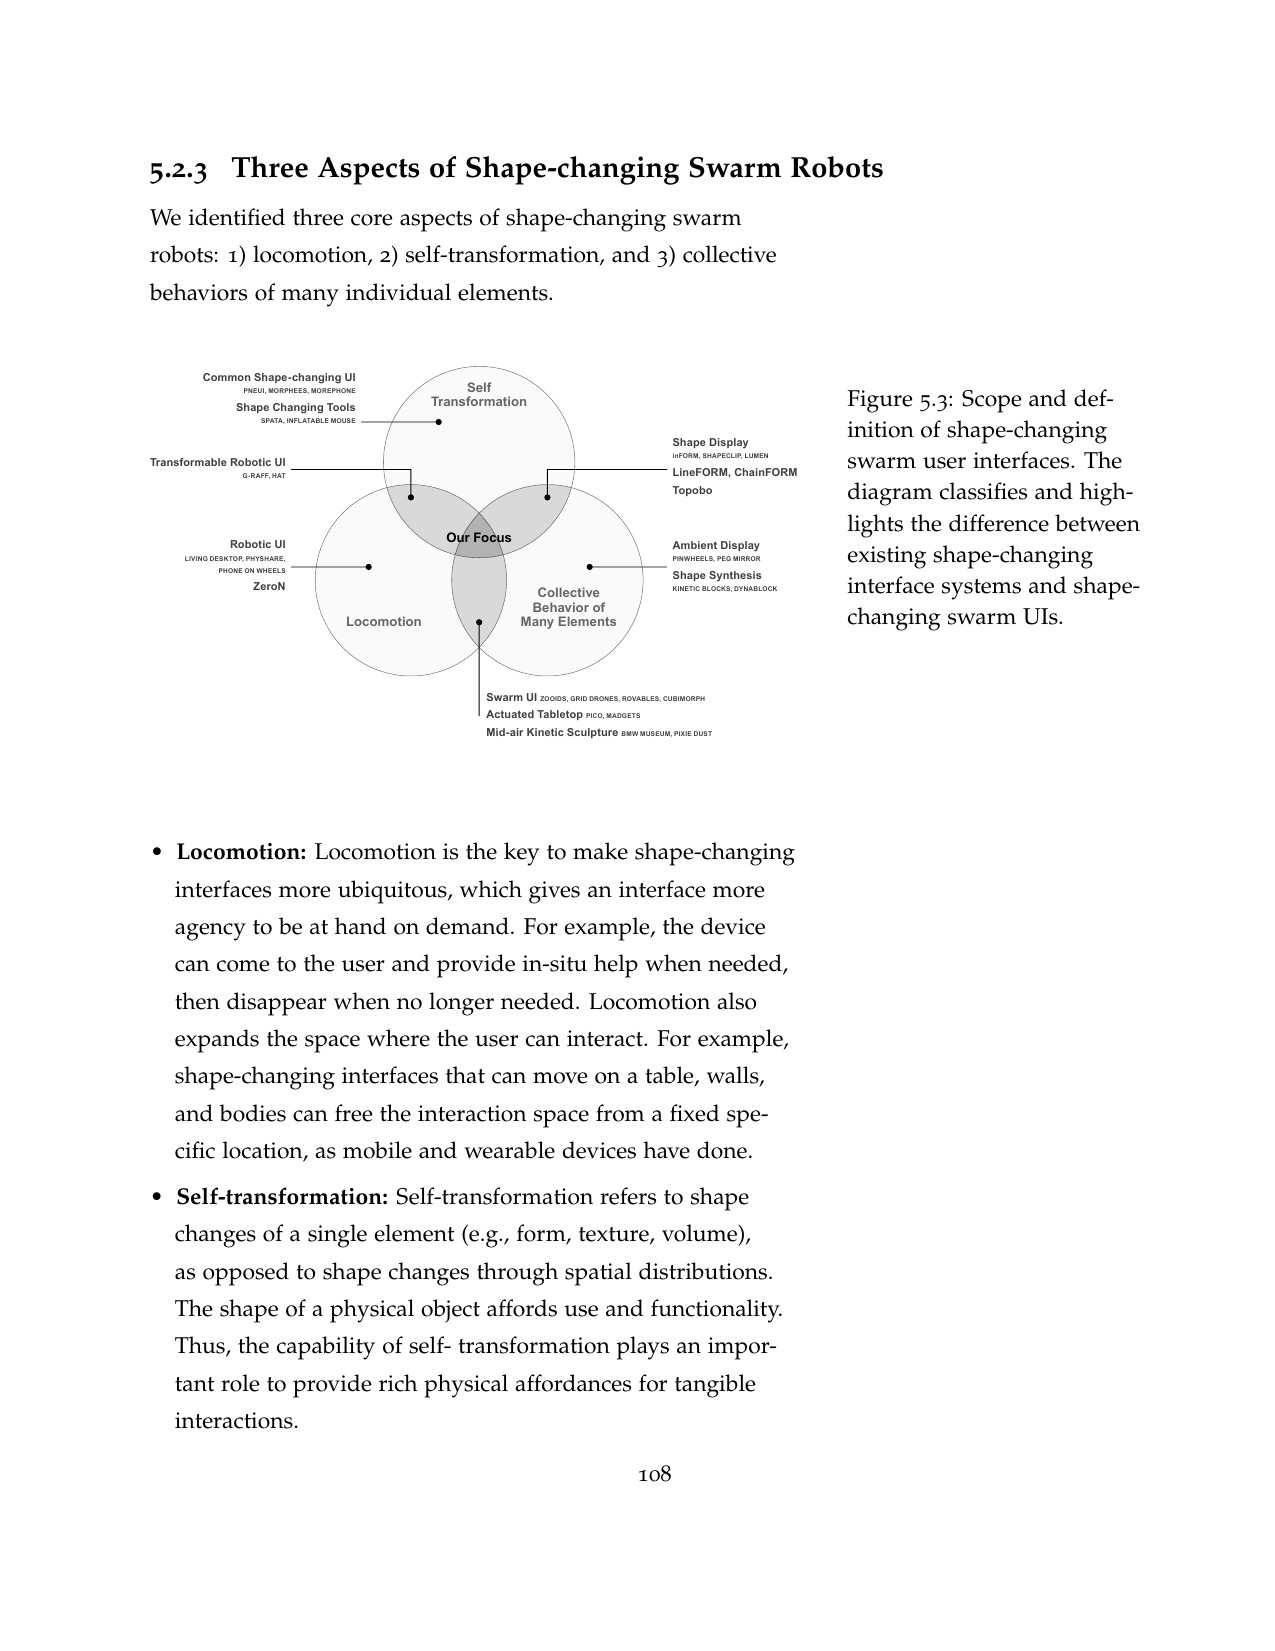 5.2.3 Three Aspects of Shape-changing Swarm Robots
We identified three core aspects of shape-changing swarm
robots: 1) locomotion, 2) self-transformation, and 3) collective
behaviors of many individual elements.
Common Shape-changing UI
PNEUI, MORPHEES, MOREPHONE
Shape Changing Tools
SPATA, INFLATABLE MOUSE
Transformable Robotic UI
G-RAFF, HAT
Robotic UI
LIVING DESKTOP, PHYSHARE,
PHONE ON WHEELS
ZeroN
Self
Transformation
Our Focus
Locomotion
Collective
Behavior of
Many Elements
Shape Display
inFORM, SHAPECLIP, LUMEN
LineFORM, ChainFORM
Topobo
Ambient Display
PINWHEELS, PEG MIRROR
Shape Synthesis
KINETIC BLOCKS, DYNABLOCK
Swarm UI ZOOIDS, GRID DRONES, ROVABLES, CUBIMORPH
Actuated Tabletop PICO, MADGETS
Mid-air Kinetic Sculpture BMW MUSEUM, PIXIE DUST
Figure 5.3: Scope and def-
inition of shape-changing
swarm user interfaces. The
diagram classifies and high-
lights the difference between
existing shape-changing
interface systems and shape-
changing swarm UIs.
• Locomotion: Locomotion is the key to make shape-changing
interfaces more ubiquitous, which gives an interface more
agency to be at hand on demand. For example, the device
can come to the user and provide in-situ help when needed,
then disappear when no longer needed. Locomotion also
expands the space where the user can interact. For example,
shape-changing interfaces that can move on a table, walls,
and bodies can free the interaction space from a fixed spe-
cific location, as mobile and wearable devices have done.
• Self-transformation: Self-transformation refers to shape
changes of a single element (e.g., form, texture, volume),
as opposed to shape changes through spatial distributions.
The shape of a physical object affords use and functionality.
Thus, the capability of self- transformation plays an impor-
tant role to provide rich physical affordances for tangible
interactions.
108